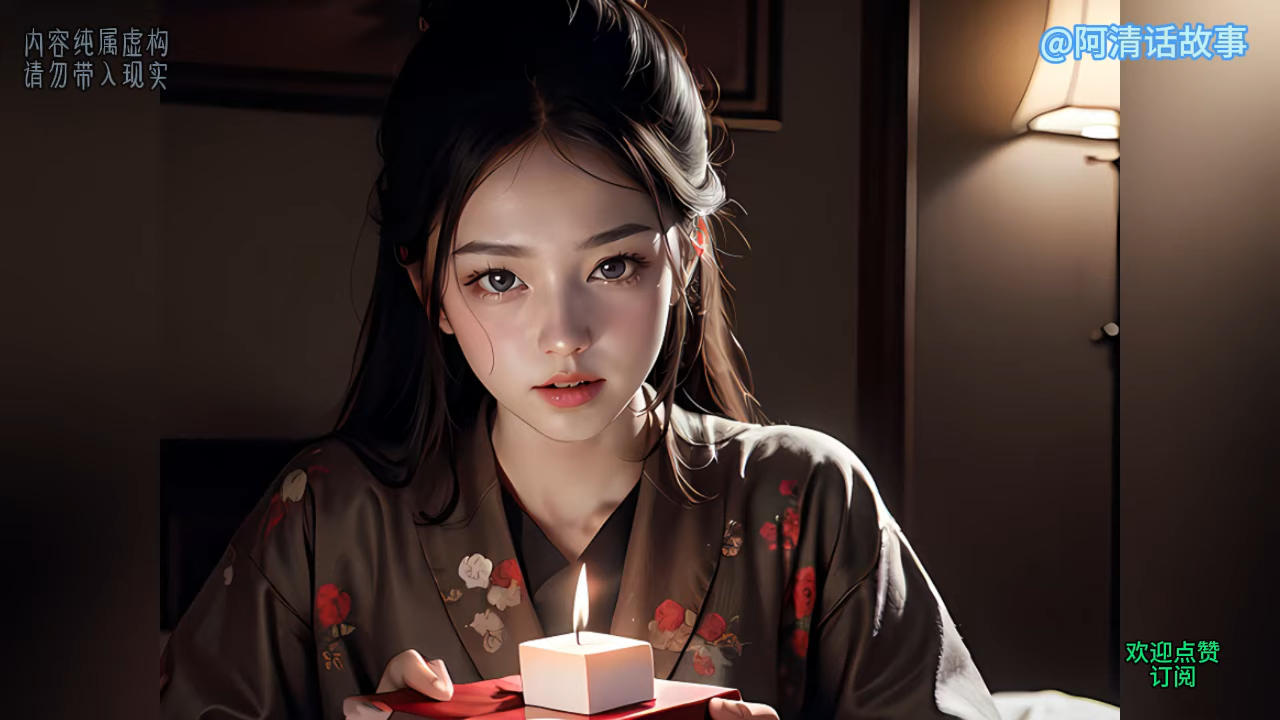 内容纯属虚构
请勿带入现实
@阿清话故事
欢迎点赞
订阅